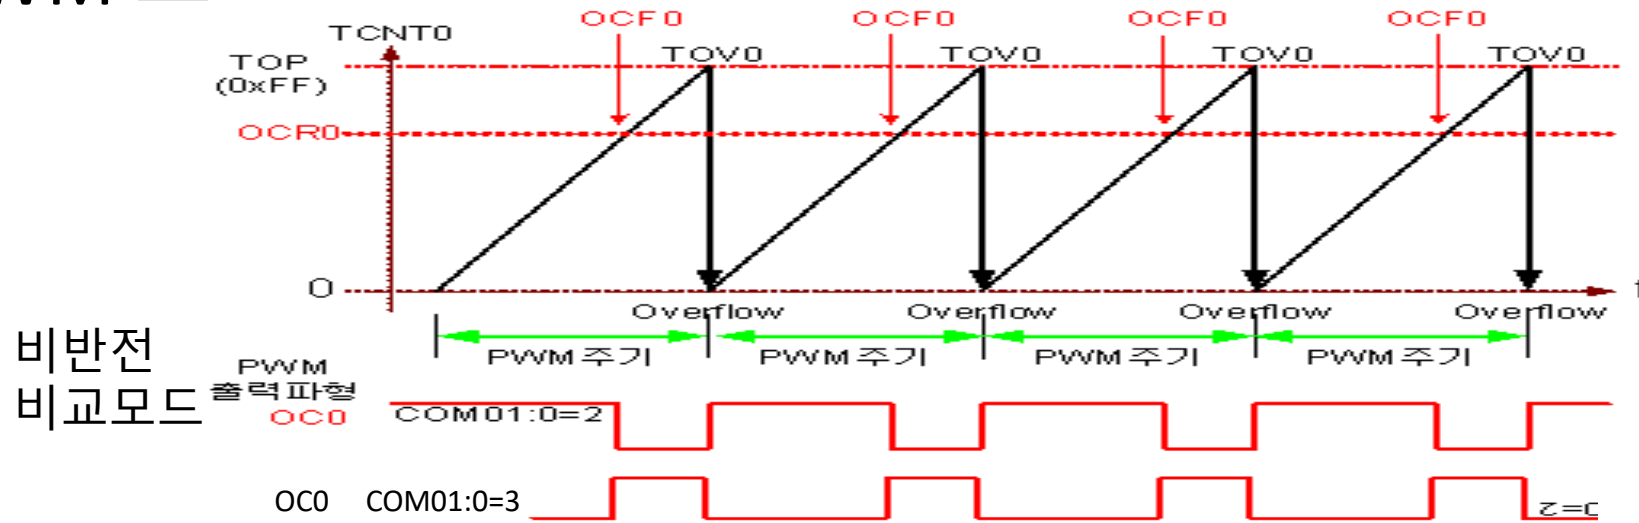 OCF0 OCF0 OCF0 OCF0
TCNT0
TOV0 TOV0 TOV0 TOV0
TOP
(0xFF)
OCR0
0
Overflow Overflow Overflow Overflow
PWM주기 PWM주기 PWM주기 PWM주기
비반전
비교모드
PWM
출력파형
OC0
COM01:0=2
OC0 COM01:0=3